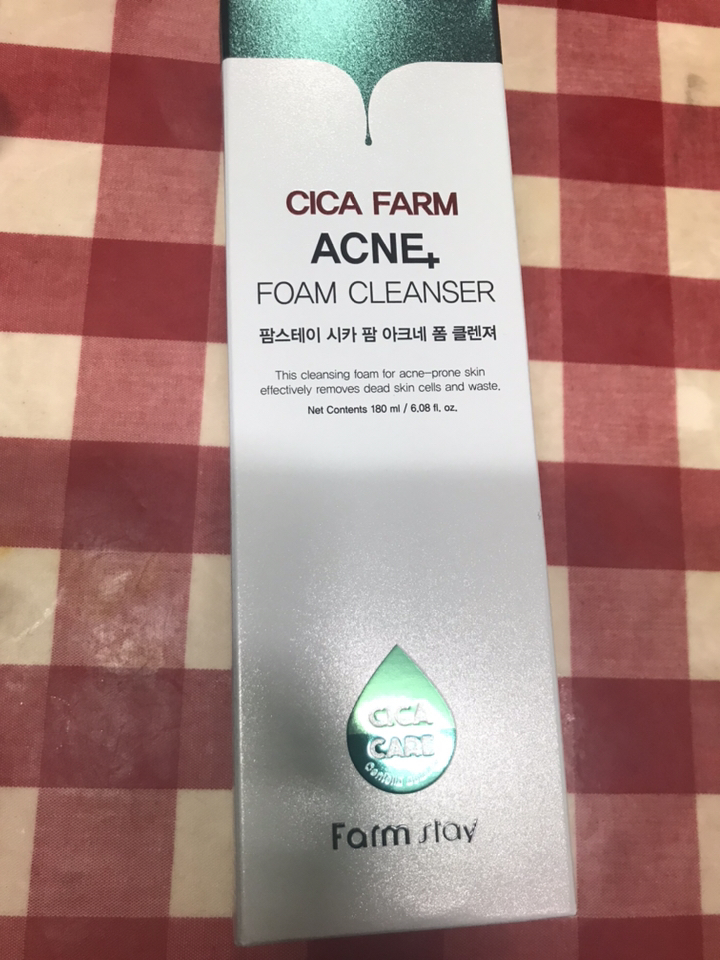 CICA FARM
ACNE+
FOAM CLEANSER
팜스테이 시카 팜 아크네 폼 클렌져
This cleansing foam for acne-prone skin
effectively removes dead skin cells and waste.
Net Contents 180 ml / 6.08 fl. oz.
CICA
CARE
Farm stay